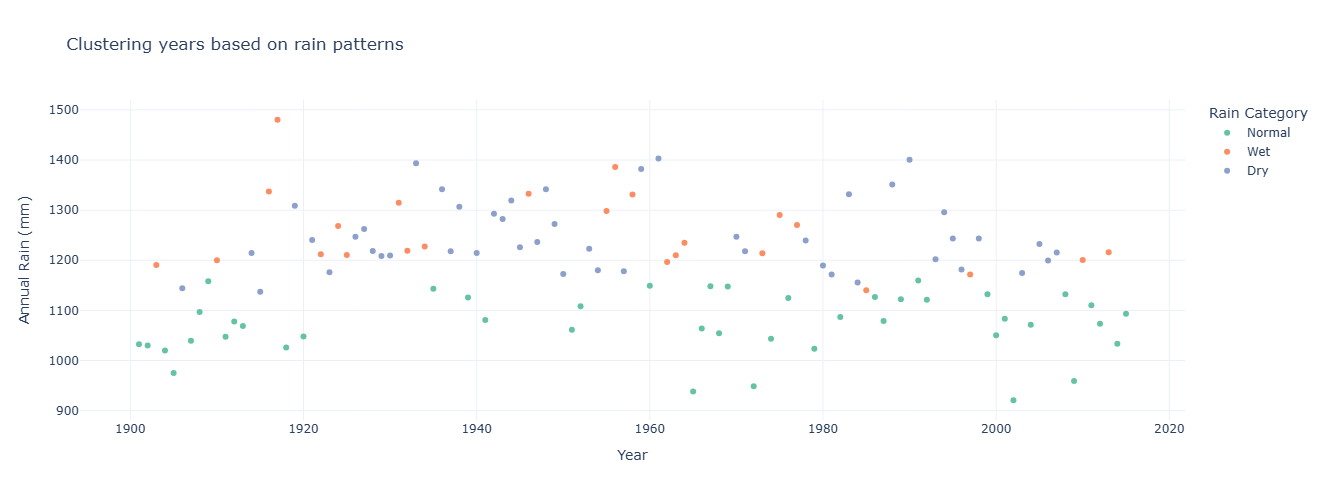 Clustering years based on rain patterns
Rain Category
Normal
Wet
Dry
Annual Rain (mm)
1500
1400
1300
1200
1100
1000
900
1900 1920 1940 1960 1980 2000 2020
Year